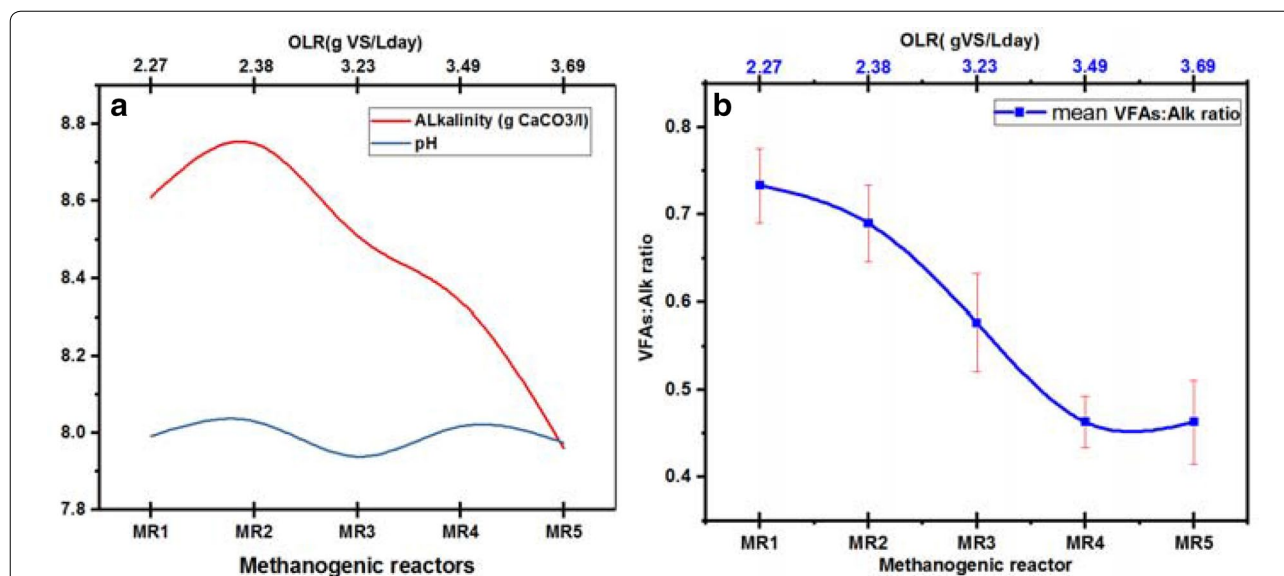 OLR(g VS/Lday)
2.27 2.38 3.23 3.49 3.69
a
ALkalinity (g CaCO3/l)
pH
8.8
8.6
8.4
8.2
8.0
7.8
MR1 MR2 MR3 MR4 MR5
Methanogenic reactors
OLR( gVS/Lday)
2.27 2.38 3.23 3.49 3.69
b
mean VFAs:Alk ratio
VFAs:Alk ratio
0.8
0.7
0.6
0.5
0.4
MR1 MR2 MR3 MR4 MR5
Methanogenic reactor